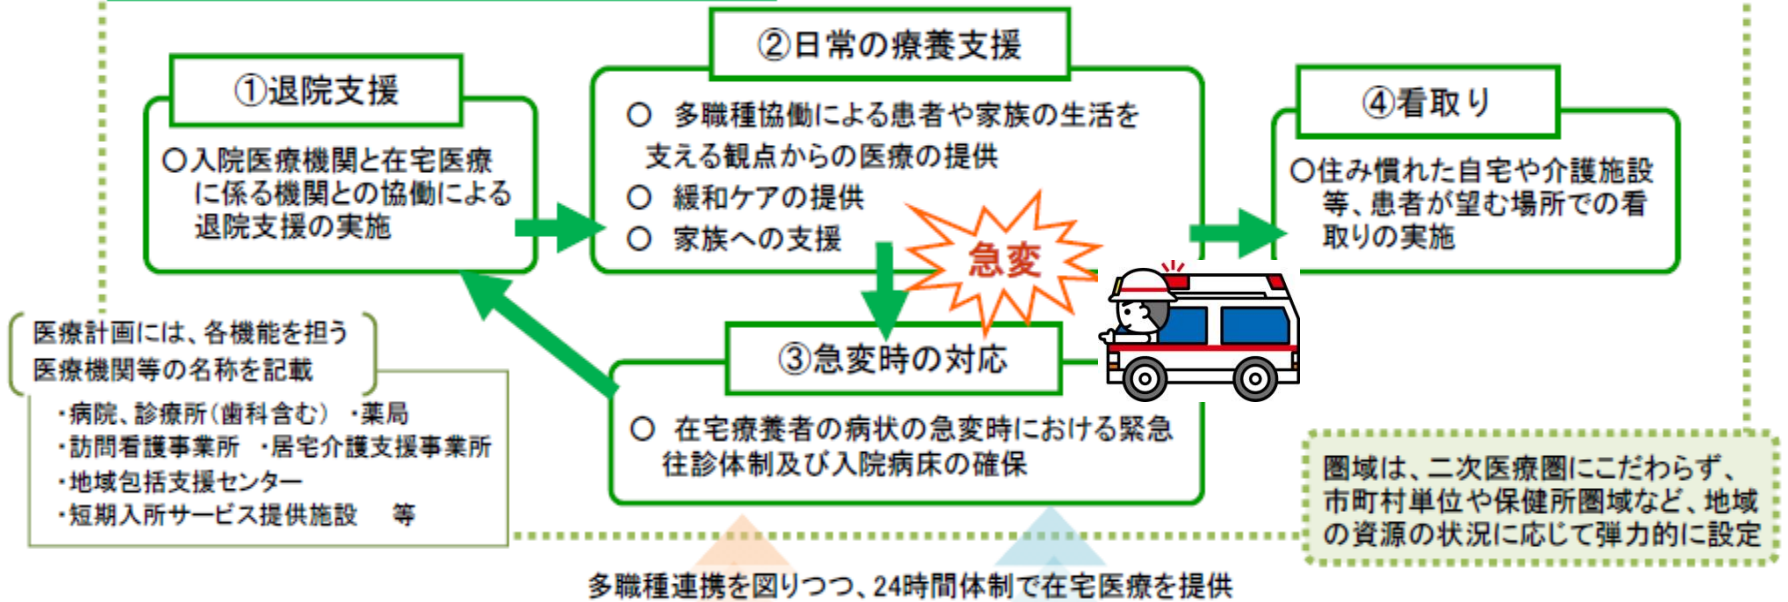 ①退院支援
〇入院医療機関と在宅医療
に係る機関との協働による
退院支援の実施
②日常の療養支援
〇 多職種協働による患者や家族の生活を
支える観点からの医療の提供
〇 緩和ケアの提供
〇 家族への支援
急変
④看取り
〇住み慣れた自宅や介護施設
等、患者が望む場所での看
取りの実施
医療計画には、各機能を担う
医療機関等の名称を記載
・病院、診療所（歯科含む） ・薬局
・訪問看護事業所 ・居宅介護支援事業所
・地域包括支援センター
・短期入所サービス提供施設 等
③急変時の対応
〇 在宅療養者の病状の急変時における緊急
往診体制及び入院病床の確保
圏域は、二次医療圏にこだわらず、
市町村単位や保健所圏域など、地域
の資源の状況に応じて弾力的に設定
多職種連携を図りつつ、24時間体制で在宅医療を提供